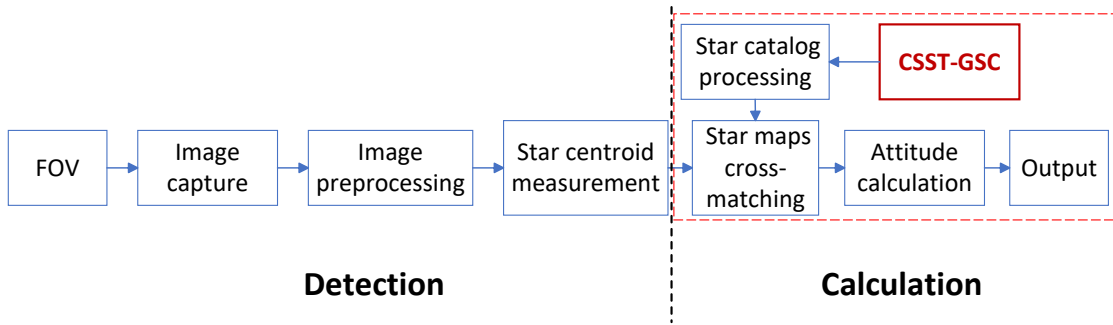 Star catalog
processing
CSST-GSC
FOV
Image
capture
Image
preprocessing
Star centroid
measurement
Star maps
cross-
matching
Attitude
calculation
Output
Detection
Calculation